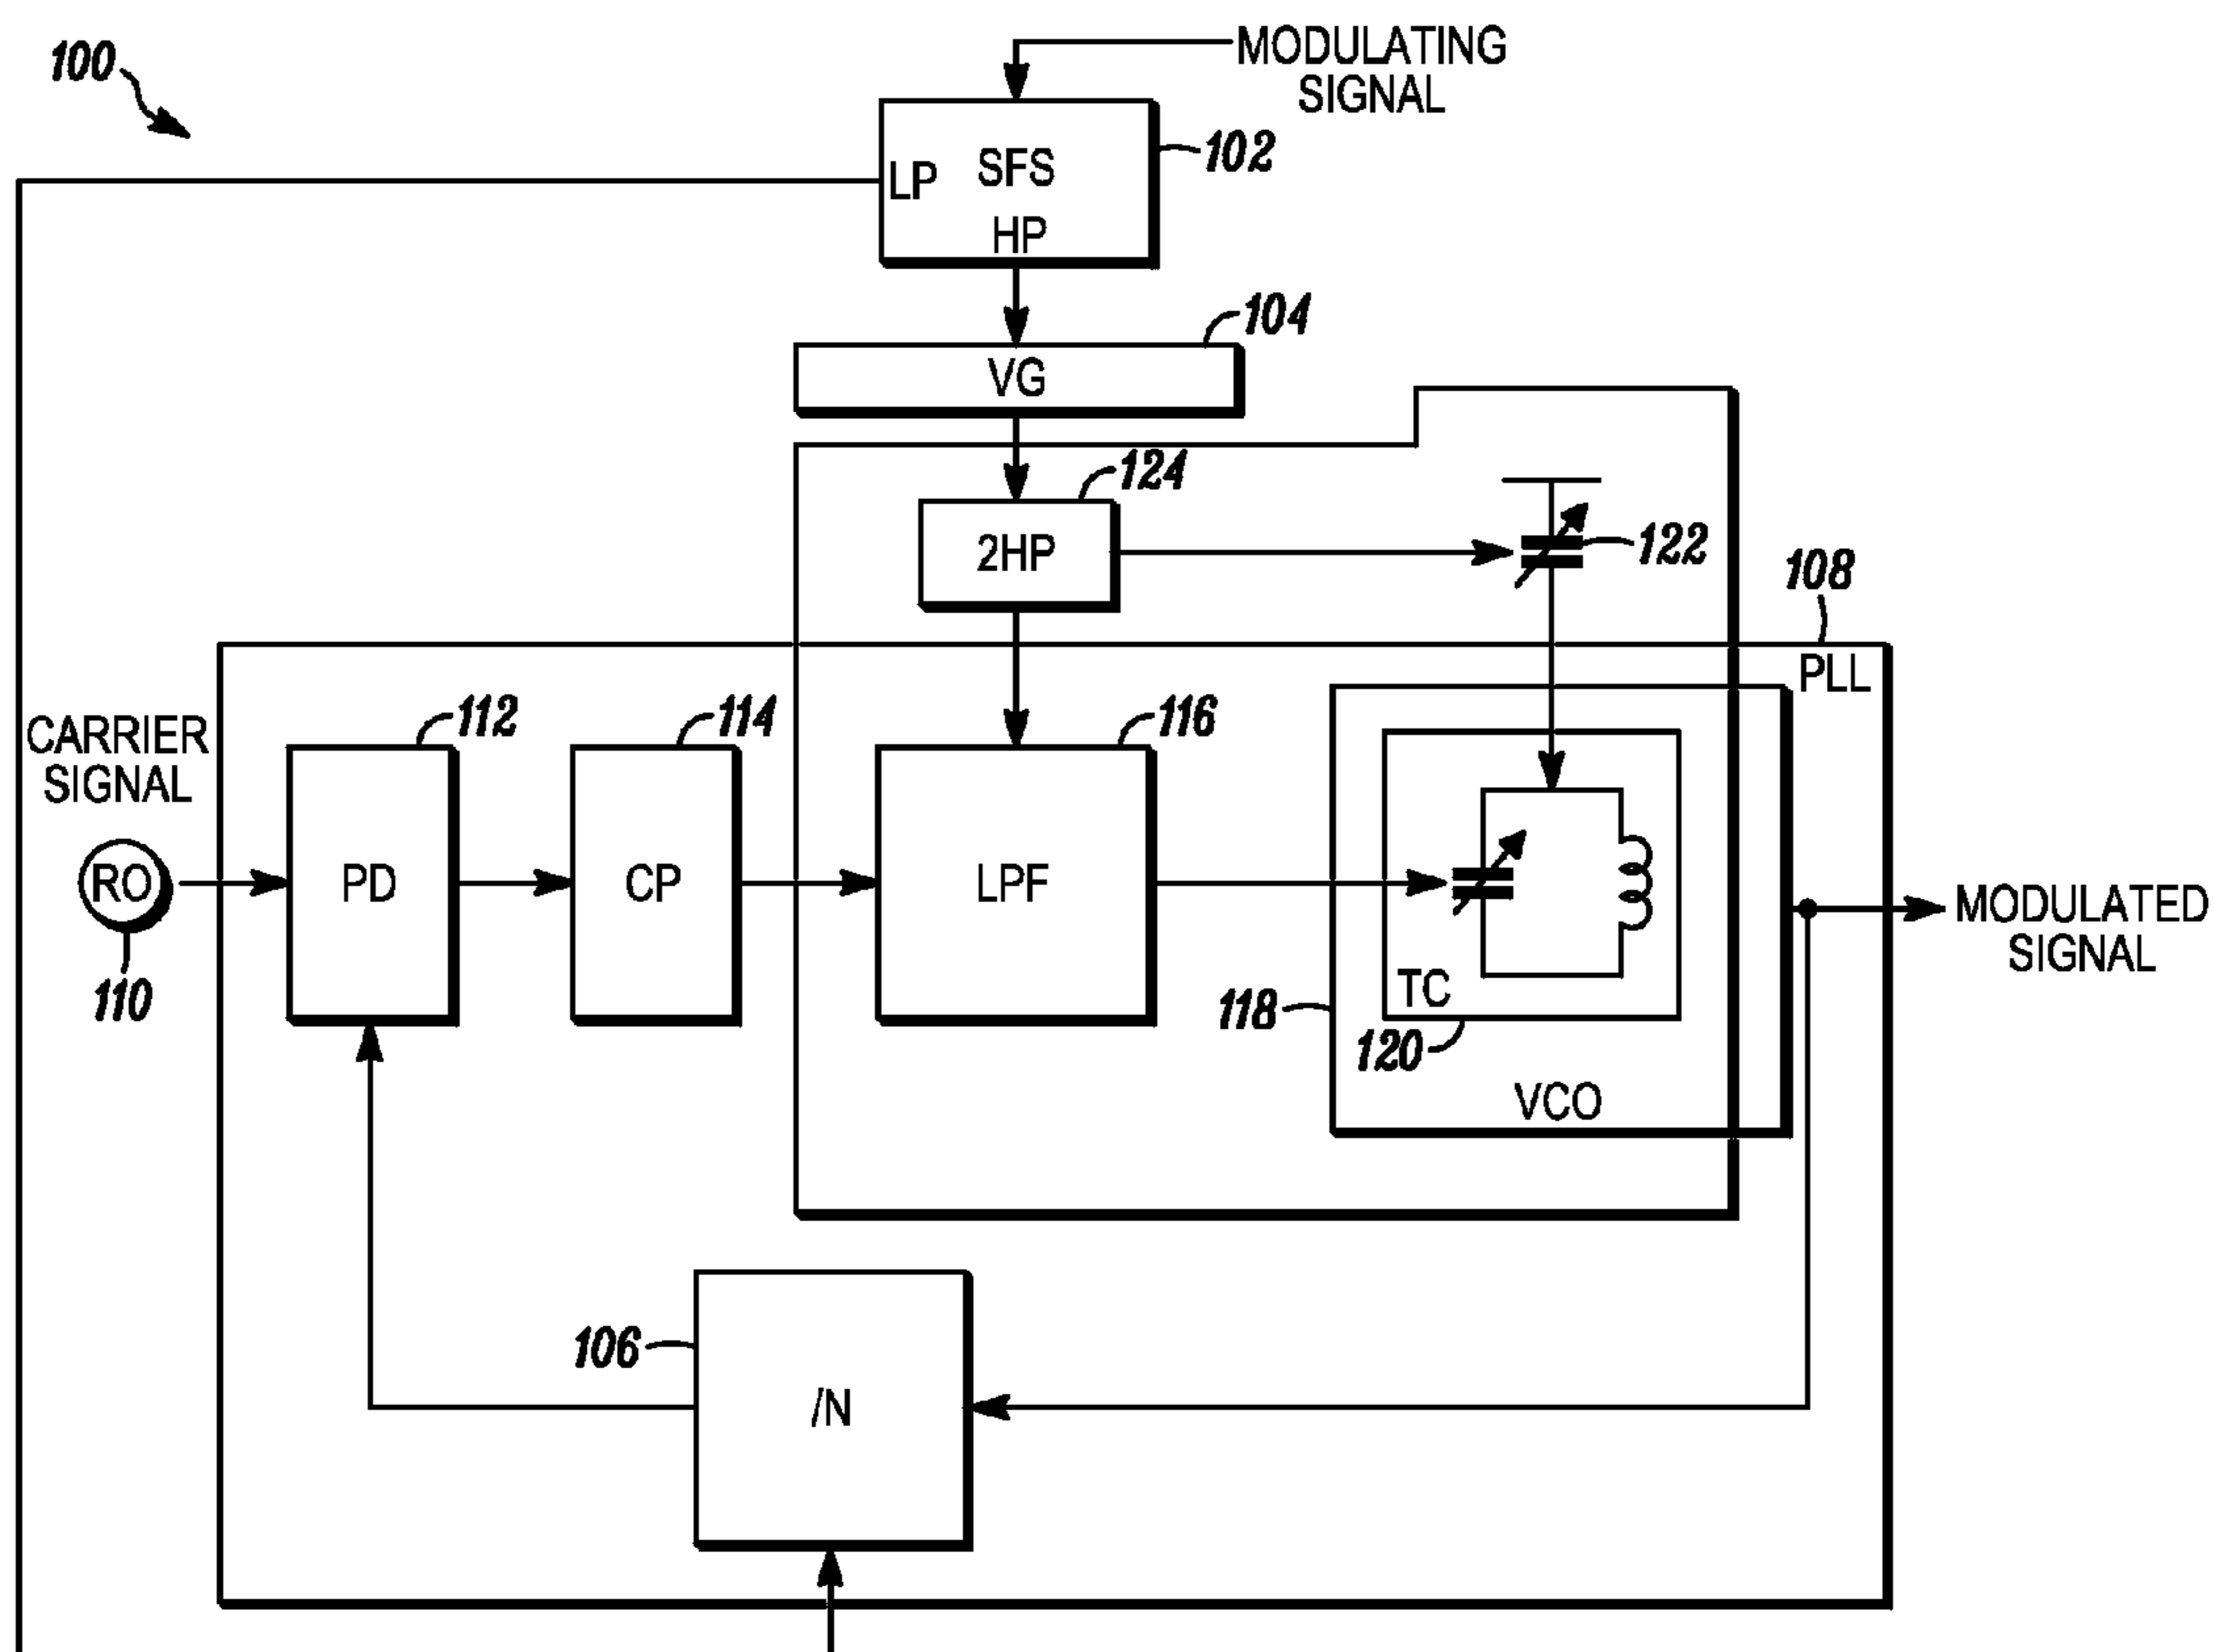 100
MODULATING
SIGNAL
LP
SFS
HP
102
104
VG
124
2HP
122
108
PLL
CARRIER
SIGNAL
112
114
116
RO
PD
CP
LPF
MODULATED
SIGNAL
110
118
TC
120
VCO
106
/N